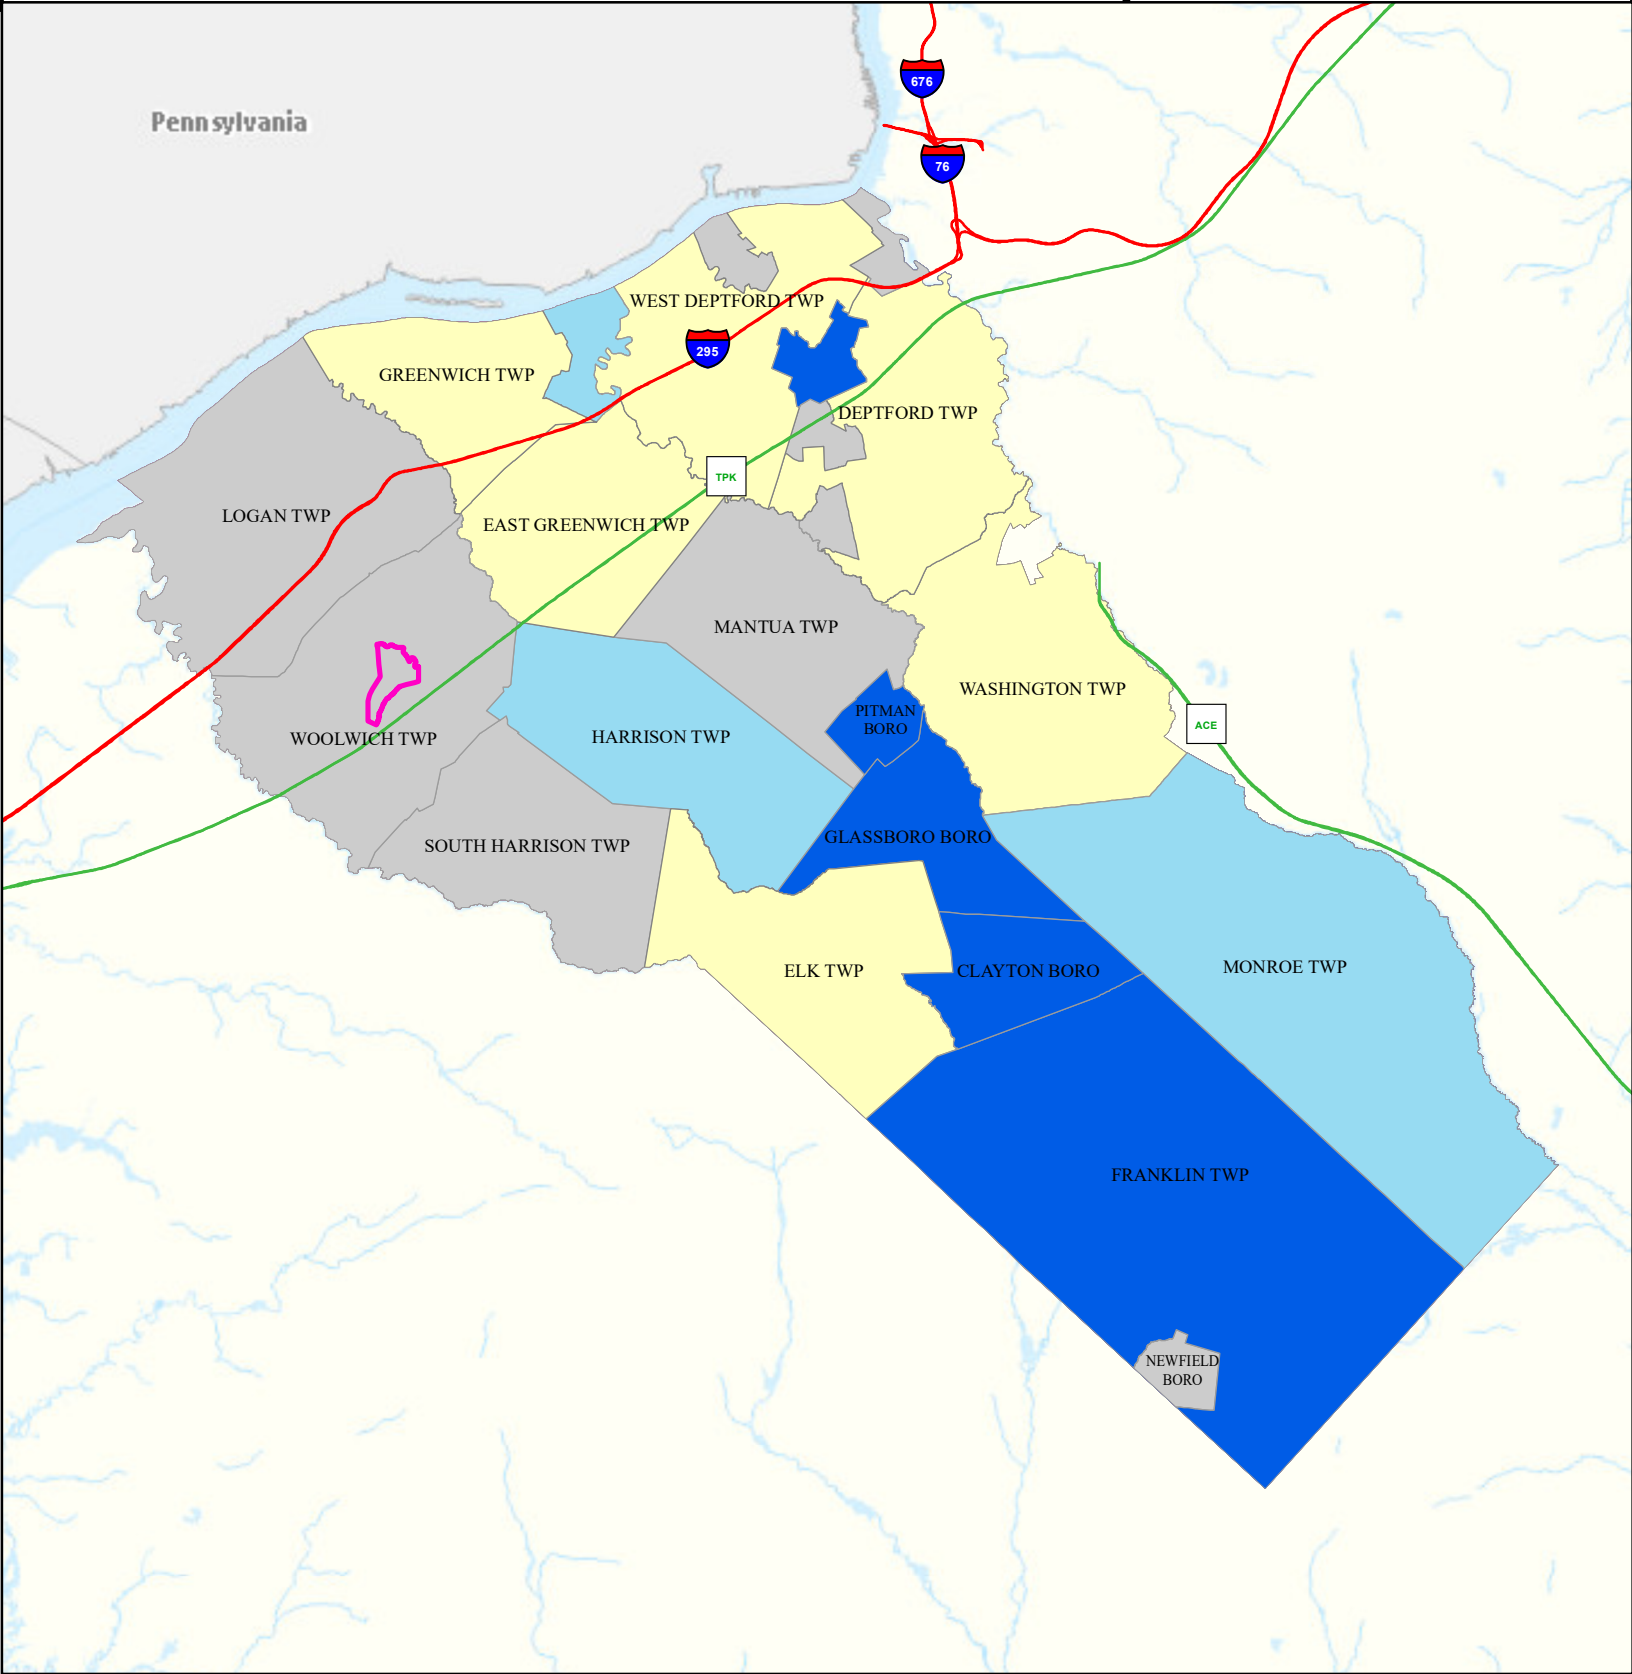 676
Pennsylvania
76
WEST DEPTFORD TWP
295
GREENWICH TWP
DEPTFORD TWP
TPK
LOGAN TWP
EAST GREENWICH TWP
MANTUA TWP
WASHINGTON TWP
PITMAN
BORO
ACE
WOOLWICH TWP
HARRISON TWP
GLASSBORO BORO
SOUTH HARRISON TWP
ELK TWP
CLAYTON BORO
MONROE TWP
FRANKLIN TWP
NEWFIELD
BORO